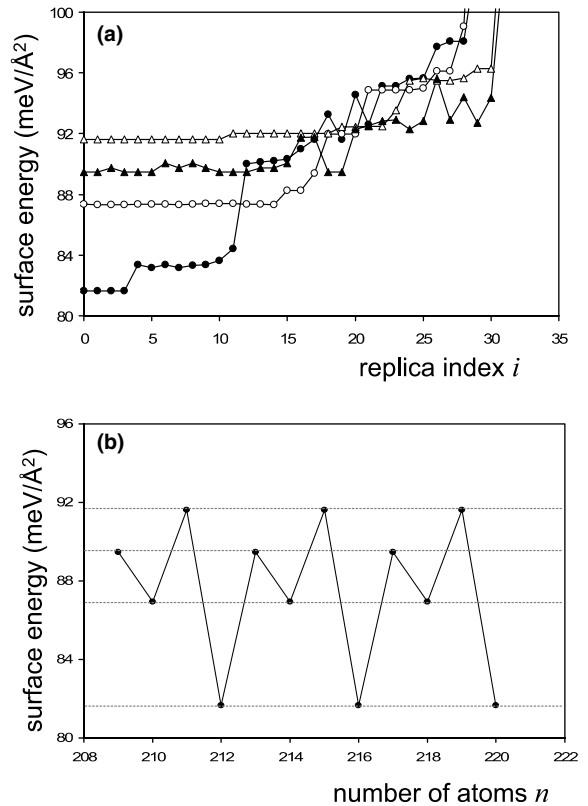 100
(a)
96
92
88
84
80
surface energy (meV/Å²)
0 5 10 15 20 25 30 35
replica index i
96
(b)
92
88
84
80
surface energy (meV/Å²)
208 210 212 214 216 218 220 222
number of atoms n